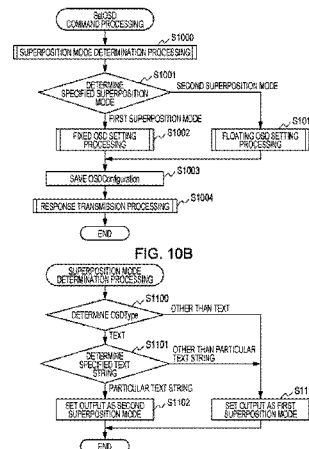 SetOSD
COMMAND PROCESSING
S1000
SUPERPOSITION MODE DETERMINATION PROCESSING
S1001
DETERMINE
SPECIFIED SUPERPOSITION
MODE
SECOND SUPERPOSITION MODE
FIRST SUPERPOSITION MODE
S1002
S101
FIXED OSD SETTING
PROCESSING
FLOATING OSD SETTING
PROCESSING
S1003
SAVE OSDConfiguration
S1004
RESPONSE TRANSMISSION PROCESSING
END
FIG. 10B
SUPERPOSITION MODE
DETERMINATION PROCESSING
S1100
DETERMINE OSDType
OTHER THAN TEXT
TEXT
S1101
DETERMINE
SPECIFIED TEXT
STRING
OTHER THAN PARTICULAR
TEXT STRING
PARTICULAR TEXT STRING
S1102
S11
SET OUTPUT AS SECOND
SUPERPOSITION MODE
SET OUTPUT AS FIRST
SUPERPOSITION MODE
END